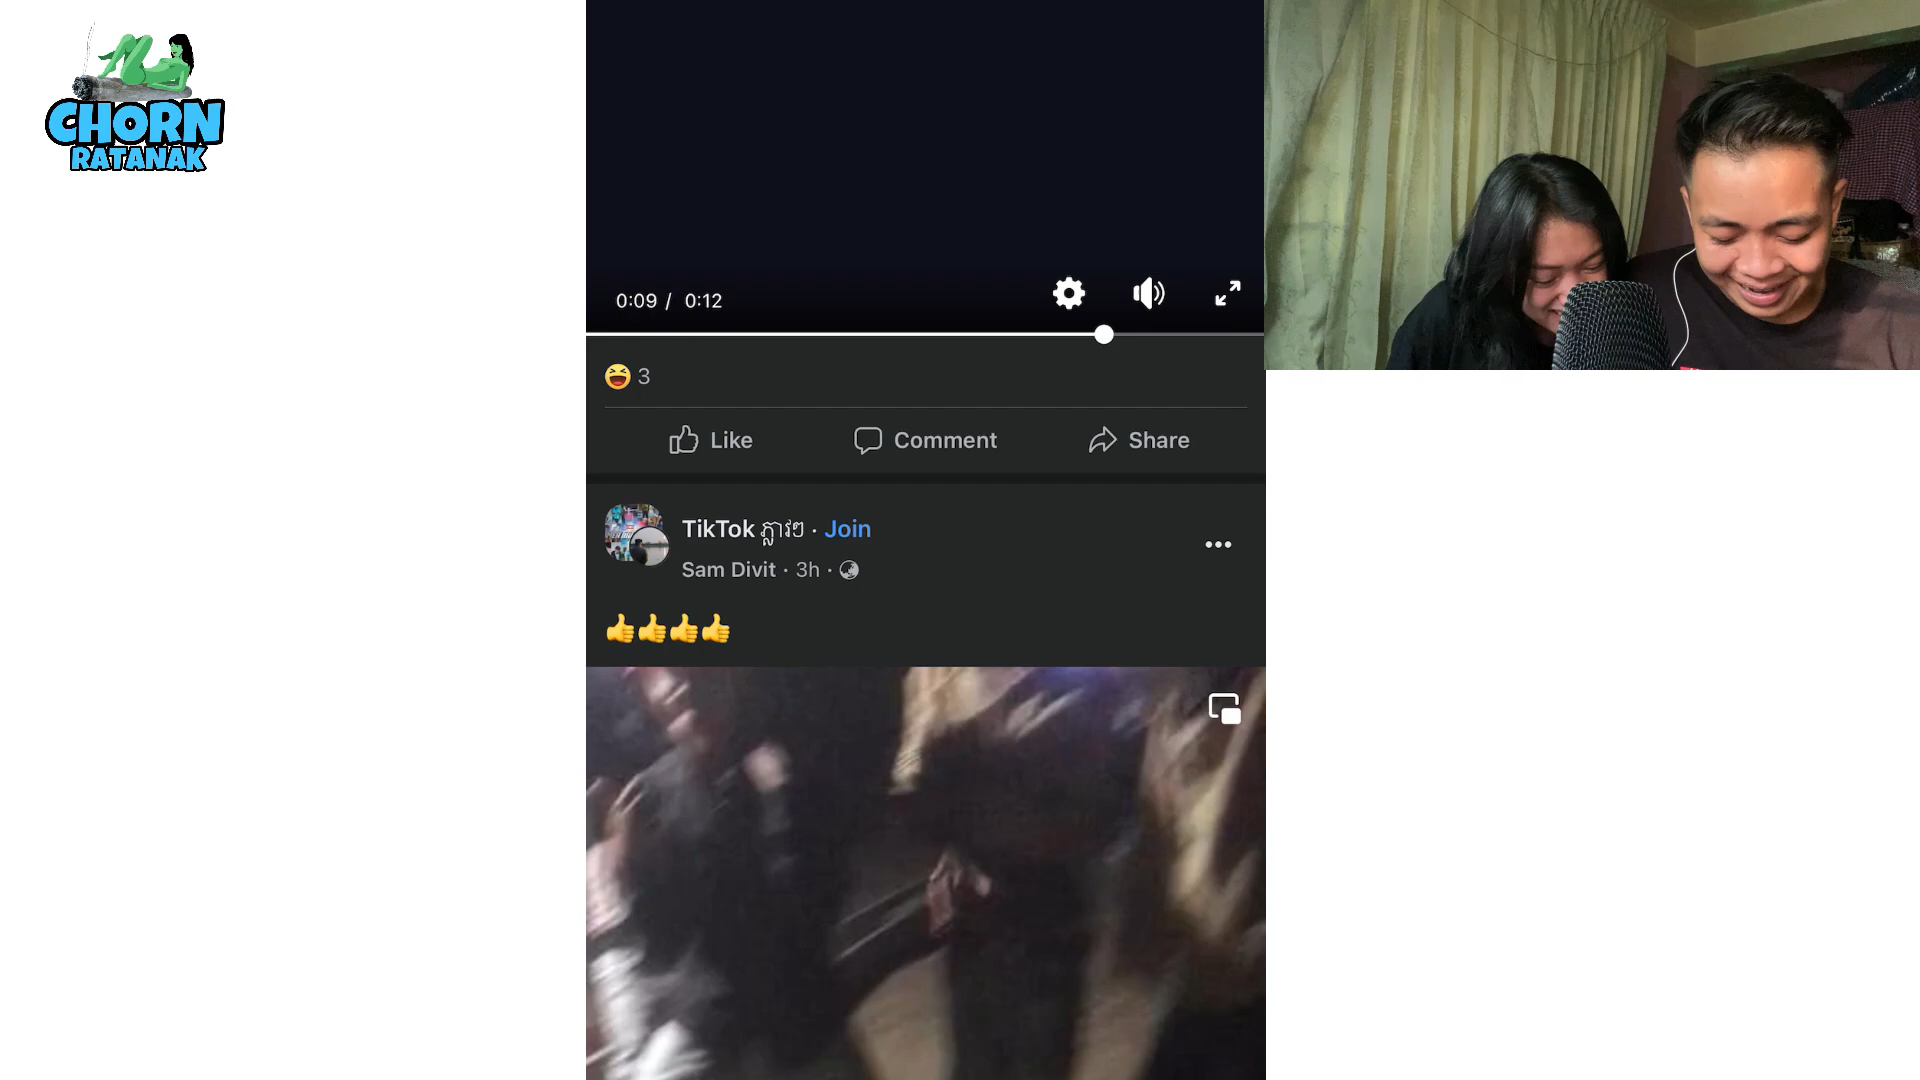 CHORN
RATANAK
0:09 / 0:12
3
Like
Comment
Share
TikTok ភ្លាវៗ · Join
Sam Divit · 3h ·